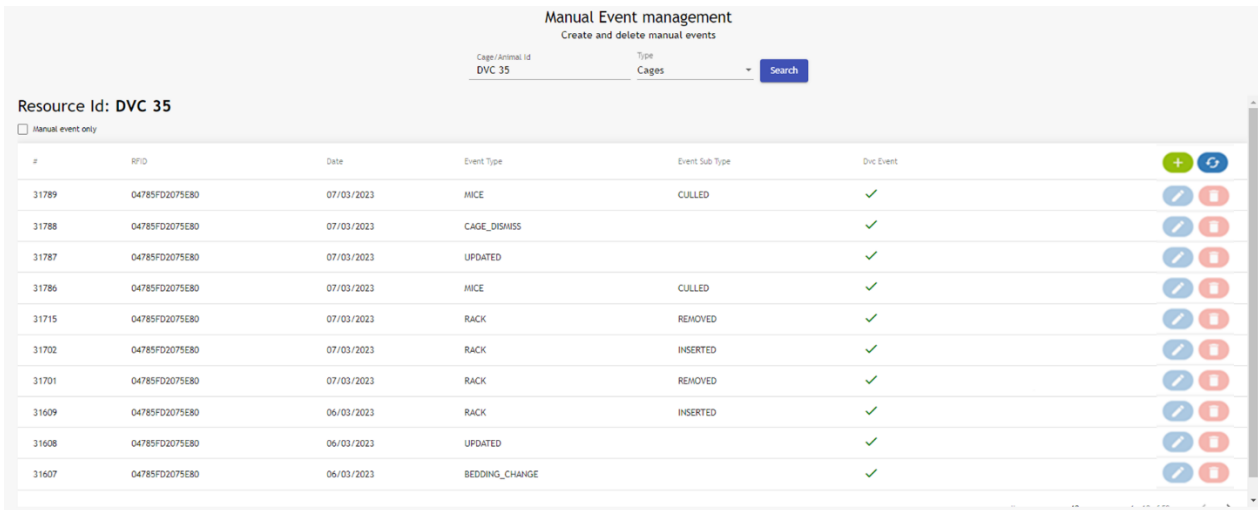 Manual Event management
Create and delete manual events
Cage/Animal Id Type
DVC 35 Cages Search
Resource Id: DVC 35
Manual event only
# RFID Date Event Type Event Sub Type Dvc Event
31789 04785FD2075E80 07/03/2023 MICE CULLED
31788 04785FD2075E80 07/03/2023 CAGE_DISMISS
31787 04785FD2075E80 07/03/2023 UPDATED
31786 04785FD2075E80 07/03/2023 MICE CULLED
31715 04785FD2075E80 07/03/2023 RACK REMOVED
31702 04785FD2075E80 07/03/2023 RACK INSERTED
31701 04785FD2075E80 07/03/2023 RACK REMOVED
31609 04785FD2075E80 06/03/2023 RACK INSERTED
31608 04785FD2075E80 06/03/2023 UPDATED
31607 04785FD2075E80 06/03/2023 BEDDING_CHANGE